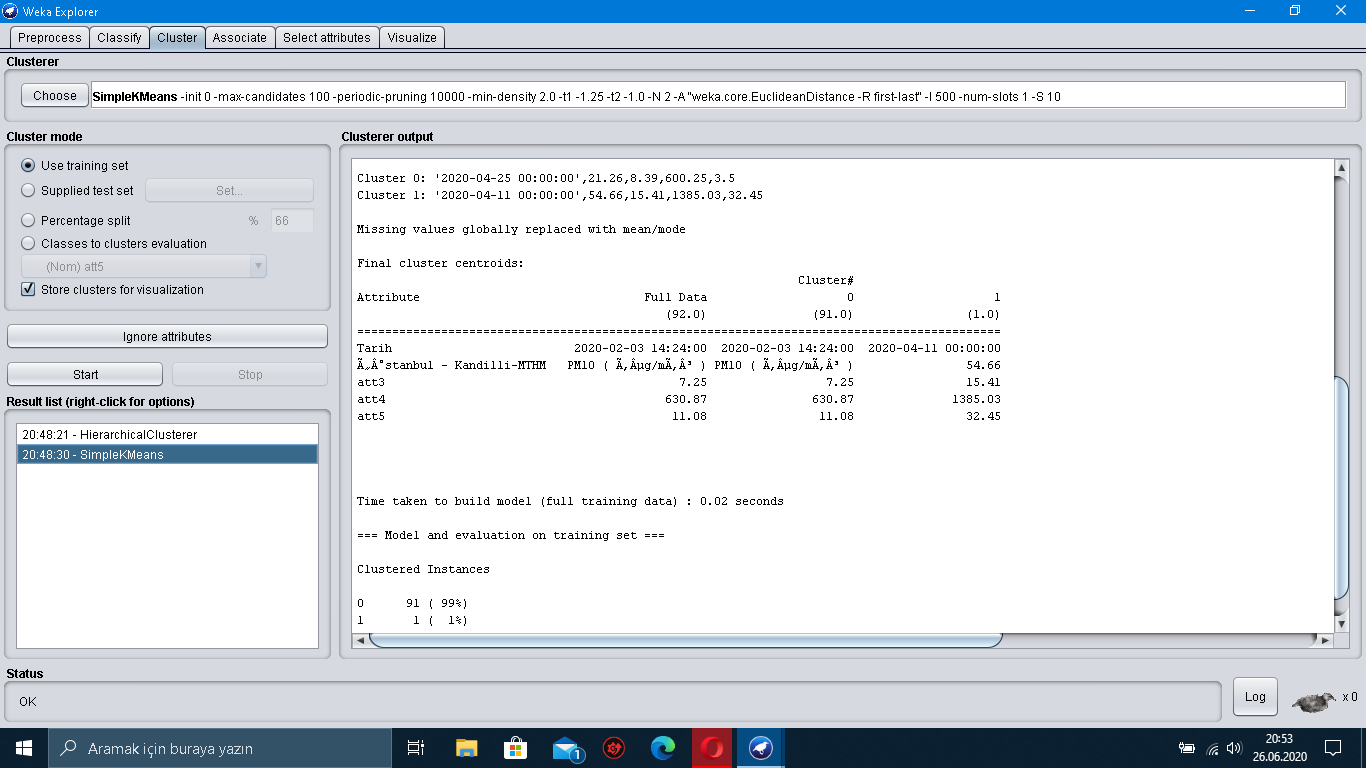 Weka Explorer
Preprocess Classify Cluster Associate Select attributes Visualize
Clusterer
Choose SimpleKMeans -init 0 -max-candidates 100 -periodic-pruning 10000 -min-density 2.0 -t1 -1.25 -t2 -1.0 -N 2 -A "weka.core.EuclideanDistance -R first-last" -I 500 -num-slots 1 -S 10
Cluster mode
Use training set
Supplied test set Set...
Percentage split % 66
Classes to clusters evaluation
(Nom) att5
Store clusters for visualization
Ignore attributes
Start Stop
Result list (right-click for options)
20:48:21 - HierarchicalClusterer
20:48:30 - SimpleKMeans
Clusterer output
Cluster 0: '2020-04-25 00:00:00',21.26,8.39,600.25,3.5
Cluster 1: '2020-04-11 00:00:00',54.66,15.41,1385.03,32.45
Missing values globally replaced with mean/mode
Final cluster centroids:
Cluster#
Attribute Full Data 0 1
(92.0) (91.0) (1.0)
============================================================================================
Tarih 2020-02-03 14:24:00 2020-02-03 14:24:00 2020-04-11 00:00:00
Ã„Â°stanbul - Kandilli-MTHM PM10 ( Ã‚Âµg/mÃ‚Â³ ) PM10 ( Ã‚Âµg/mÃ‚Â³ ) 54.66
att3 7.25 7.25 15.41
att4 630.87 630.87 1385.03
att5 11.08 11.08 32.45
Time taken to build model (full training data) : 0.02 seconds
=== Model and evaluation on training set ===
Clustered Instances
0 91 ( 99%)
1 1 ( 1%)
Status
OK
Log x 0
Aramak için buraya yazın
1
20:53
26.06.2020